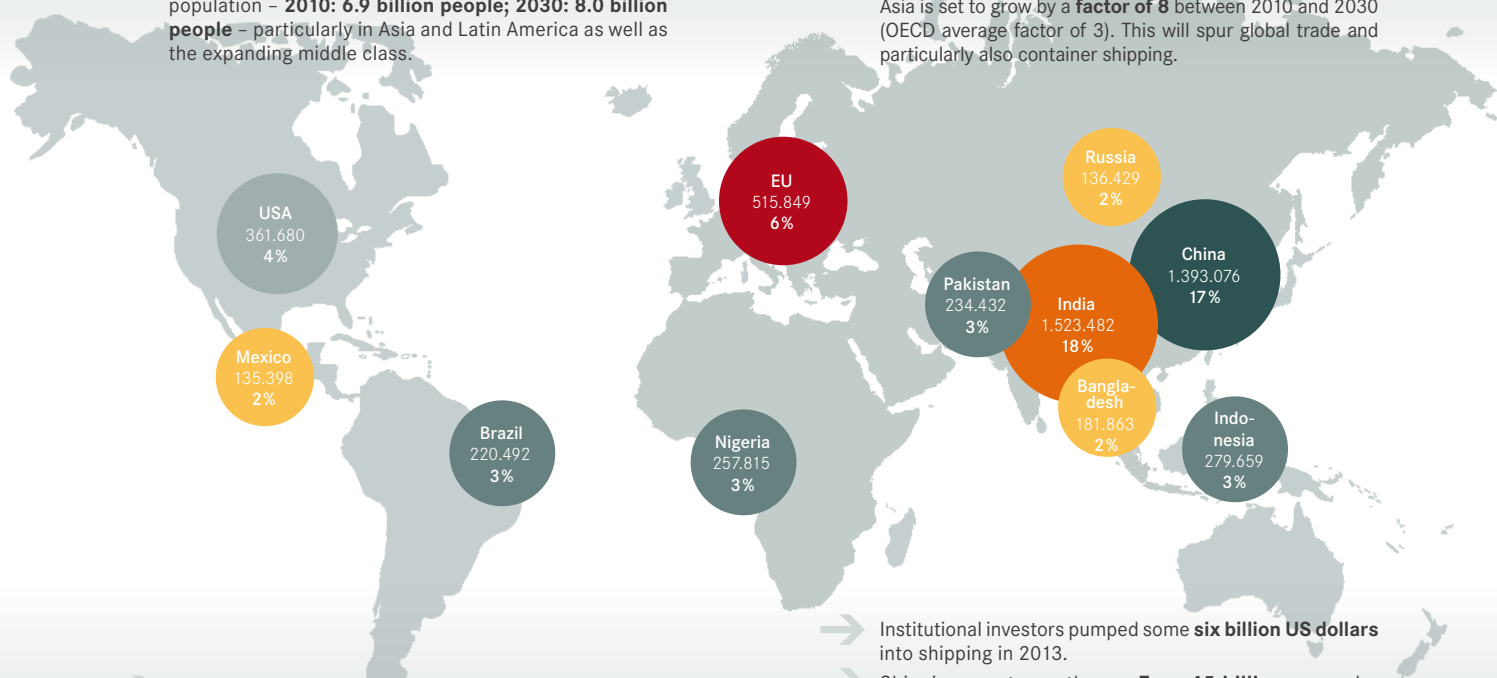 population – 2010: 6.9 billion people; 2030: 8.0 billion
people – particularly in Asia and Latin America as well as
the expanding middle class.
Asia is set to grow by a factor of 8 between 2010 and 2030
(OECD average factor of 3). This will spur global trade and
particularly also container shipping.
USA
361.680
4%
EU
515.849
6%
Russia
136.429
2%
China
1.393.076
17%
Pakistan
234.432
3%
India
1.523.482
18%
Mexico
135.398
2%
Bangla-
desh
181.863
2%
Brazil
220.492
3%
Nigeria
257.815
3%
Indo-
nesia
279.659
3%
Institutional investors pumped some six billion US dollars
into shipping in 2013.